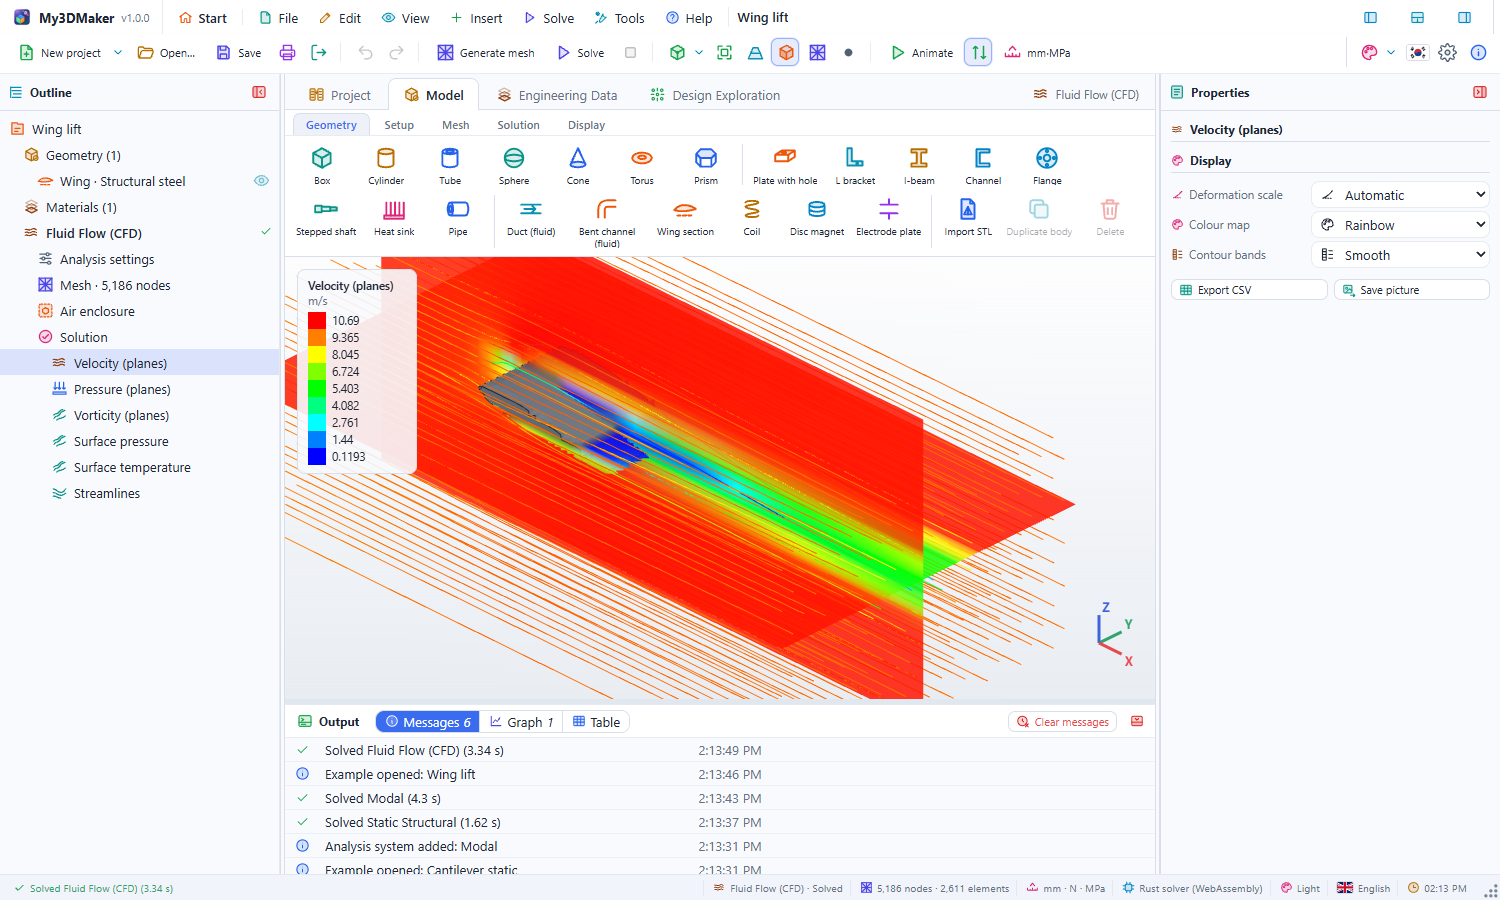 My3DMaker v1.0.0
Start
File
Edit
View
Insert
Solve
Tools
Help
Wing lift
New project
Open...
Save
Generate mesh
Solve
Animate
mm·MPa
Outline
Wing lift
Geometry (1)
Wing · Structural steel
Materials (1)
Fluid Flow (CFD)
Analysis settings
Mesh · 5,186 nodes
Air enclosure
Solution
Velocity (planes)
Pressure (planes)
Vorticity (planes)
Surface pressure
Surface temperature
Streamlines
Project
Model
Engineering Data
Design Exploration
Fluid Flow (CFD)
Geometry
Setup
Mesh
Solution
Display
Box
Cylinder
Tube
Sphere
Cone
Torus
Prism
Plate with hole
L bracket
I-beam
Channel
Flange
Stepped shaft
Heat sink
Pipe
Duct (fluid)
Bent channel
(fluid)
Wing section
Coil
Disc magnet
Electrode plate
Import STL
Duplicate body
Delete
Velocity (planes)
m/s
10.69
9.365
8.045
6.724
5.403
4.082
2.761
1.44
0.1193
Z
Y
X
Output
Messages 6
Graph 1
Table
Clear messages
Solved Fluid Flow (CFD) (3.34 s) 2:13:49 PM
Example opened: Wing lift 2:13:46 PM
Solved Modal (4.3 s) 2:13:43 PM
Solved Static Structural (1.62 s) 2:13:37 PM
Analysis system added: Modal 2:13:31 PM
Example opened: Cantilever static 2:13:31 PM
Properties
Velocity (planes)
Display
Deformation scale Automatic
Colour map Rainbow
Contour bands Smooth
Export CSV
Save picture
Solved Fluid Flow (CFD) (3.34 s)
Fluid Flow (CFD) · Solved
5,186 nodes · 2,611 elements
mm · N · MPa
Rust solver (WebAssembly)
Light
English
02:13 PM